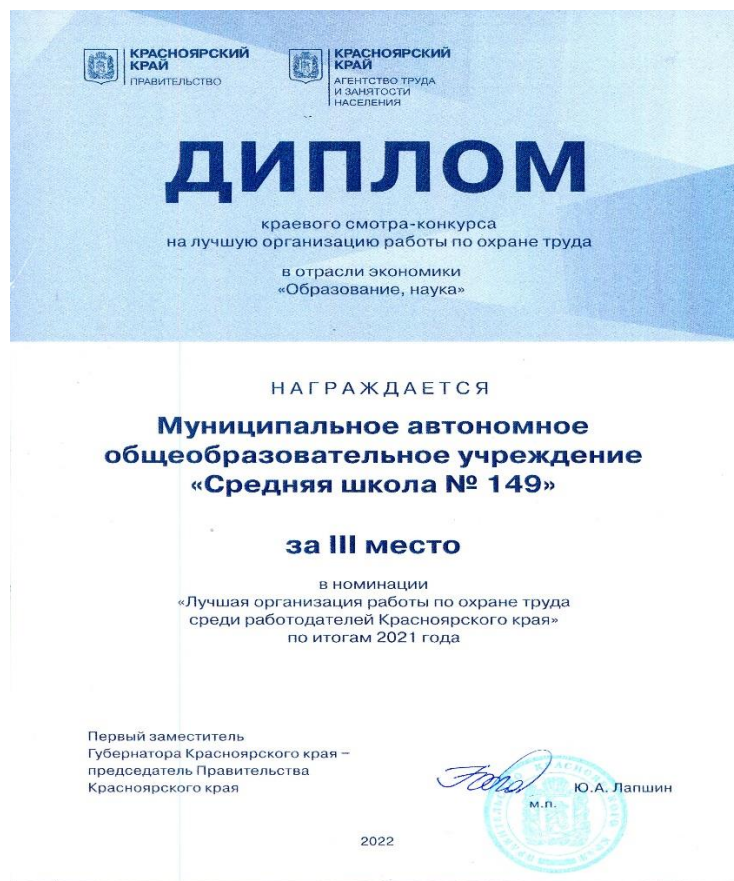 КРАСНОЯРСКИЙ
КРАЙ
ПРАВИТЕЛЬСТВО
КРАСНОЯРСКИЙ
КРАЙ
АГЕНТСТВО ТРУДА
И ЗАНЯТОСТИ
НАСЕЛЕНИЯ
ДИПЛОМ
краевого смотра-конкурса
на лучшую организацию работы по охране труда
в отрасли экономики
«Образование, наука»
НАГРАЖДАЕТСЯ
Муниципальное автономное
общеобразовательное учреждение
«Средняя школа № 149»
за III место
в номинации
«Лучшая организация работы по охране труда
среди работодателей Красноярского края»
по итогам 2021 года
Первый заместитель
Губернатора Красноярского края –
председатель Правительства
Красноярского края
Ю.А. Лапшин
м.п.
2022